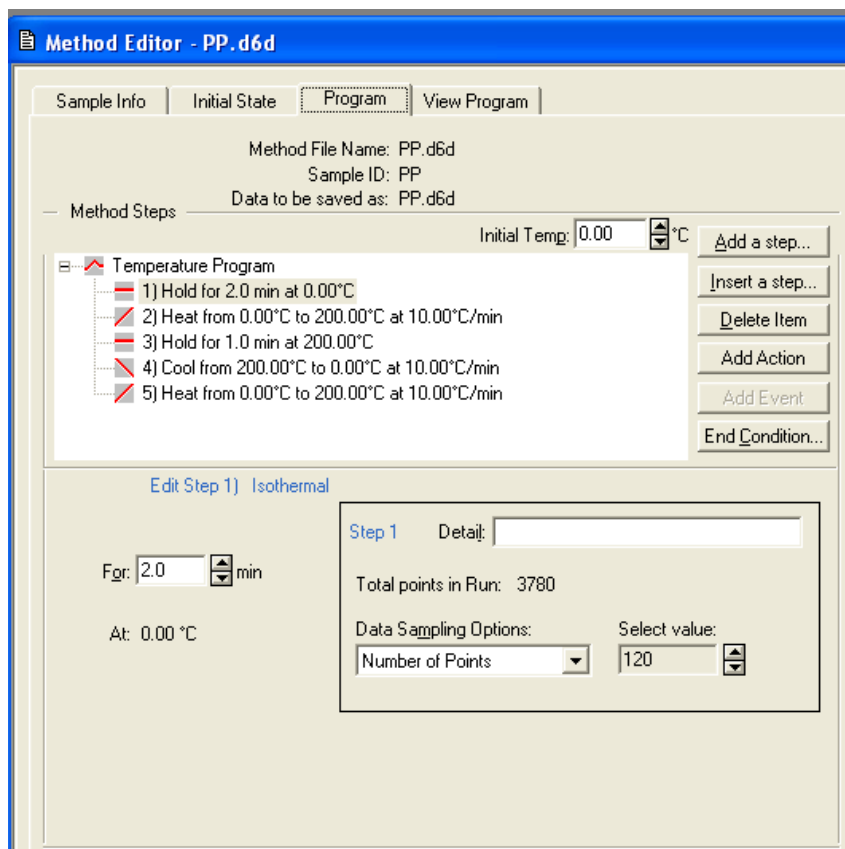 Method Editor - PP.d6d
Sample Info Initial State Program View Program
Method File Name: PP.d6d
Sample ID: PP
Data to be saved as: PP.d6d
Method Steps
Initial Temp: 0.00 °C
Add a step...
Temperature Program
1) Hold for 2.0 min at 0.00°C
Insert a step...
2) Heat from 0.00°C to 200.00°C at 10.00°C/min
Delete Item
3) Hold for 1.0 min at 200.00°C
Add Action
4) Cool from 200.00°C to 0.00°C at 10.00°C/min
5) Heat from 0.00°C to 200.00°C at 10.00°C/min
Add Event
End Condition...
Edit Step 1) Isothermal
Step 1 Detail:
For: 2.0 min
Total points in Run: 3780
At: 0.00 °C
Data Sampling Options: Select value:
Number of Points 120